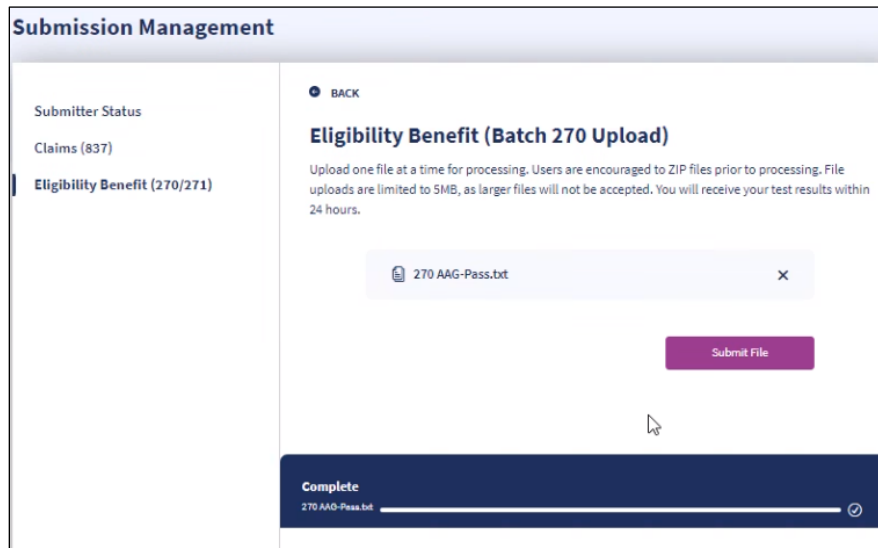 Submission Management
Submitter Status
Claims (837)
Eligibility Benefit (270/271)
BACK
Eligibility Benefit (Batch 270 Upload)
Upload one file at a time for processing. Users are encouraged to ZIP files prior to processing. File
uploads are limited to 5MB, as larger files will not be accepted. You will receive your test results within
24 hours.
270 AAG-Pass.txt
Submit File
Complete
270 AAG-Pass.txt